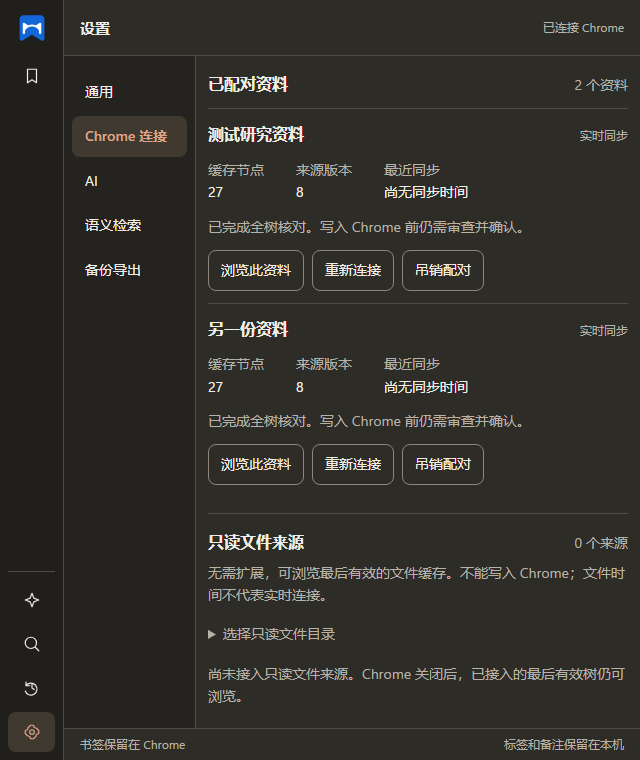 设置
已连接 Chrome
通用
Chrome 连接
AI
语义检索
备份导出
已配对资料
2 个资料
测试研究资料
实时同步
缓存节点 来源版本 最近同步
27 8 尚无同步时间
已完成全树核对。写入 Chrome 前仍需审查并确认。
浏览此资料 重新连接 吊销配对
另一份资料
实时同步
缓存节点 来源版本 最近同步
27 8 尚无同步时间
已完成全树核对。写入 Chrome 前仍需审查并确认。
浏览此资料 重新连接 吊销配对
只读文件来源
0 个来源
无需扩展，可浏览最后有效的文件缓存。不能写入 Chrome；文件时
间不代表实时连接。
选择只读文件目录
尚未接入只读文件来源。Chrome 关闭后，已接入的最后有效树仍可
浏览。
书签保留在 Chrome
标签和备注保留在本机